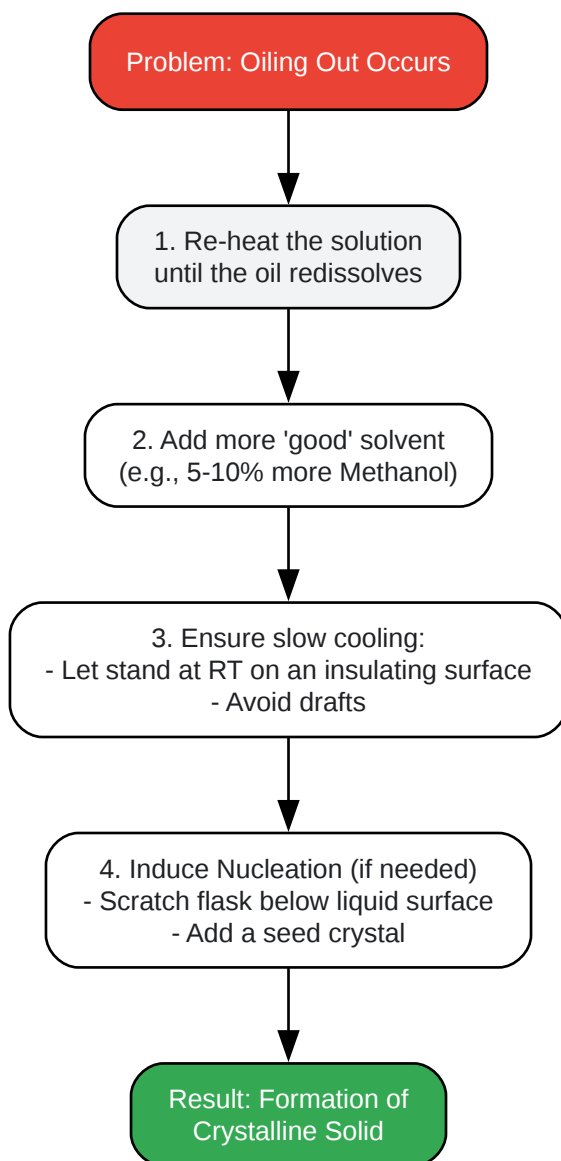 Problem: Oiling Out Occurs
1. Re-heat the solution
until the oil redissolves
2. Add more 'good' solvent
(e.g., 5-10% more Methanol)
3. Ensure slow cooling:
- Let stand at RT on an insulating surface
- Avoid drafts
4. Induce Nucleation (if needed)
- Scratch flask below liquid surface
- Add a seed crystal
Result: Formation of
Crystalline Solid